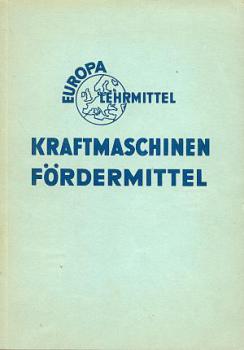 EUROPA
LEHRMITTEL
KRAFTMASCHINEN
FÖRDERMITTEL